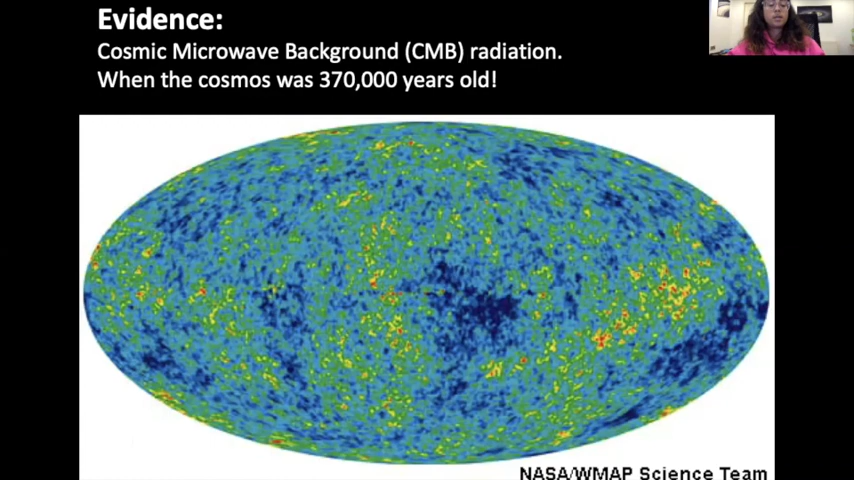 Evidence:
Cosmic Microwave Background (CMB) radiation.
When the cosmos was 370,000 years old!
NASA/WMAP Science Team